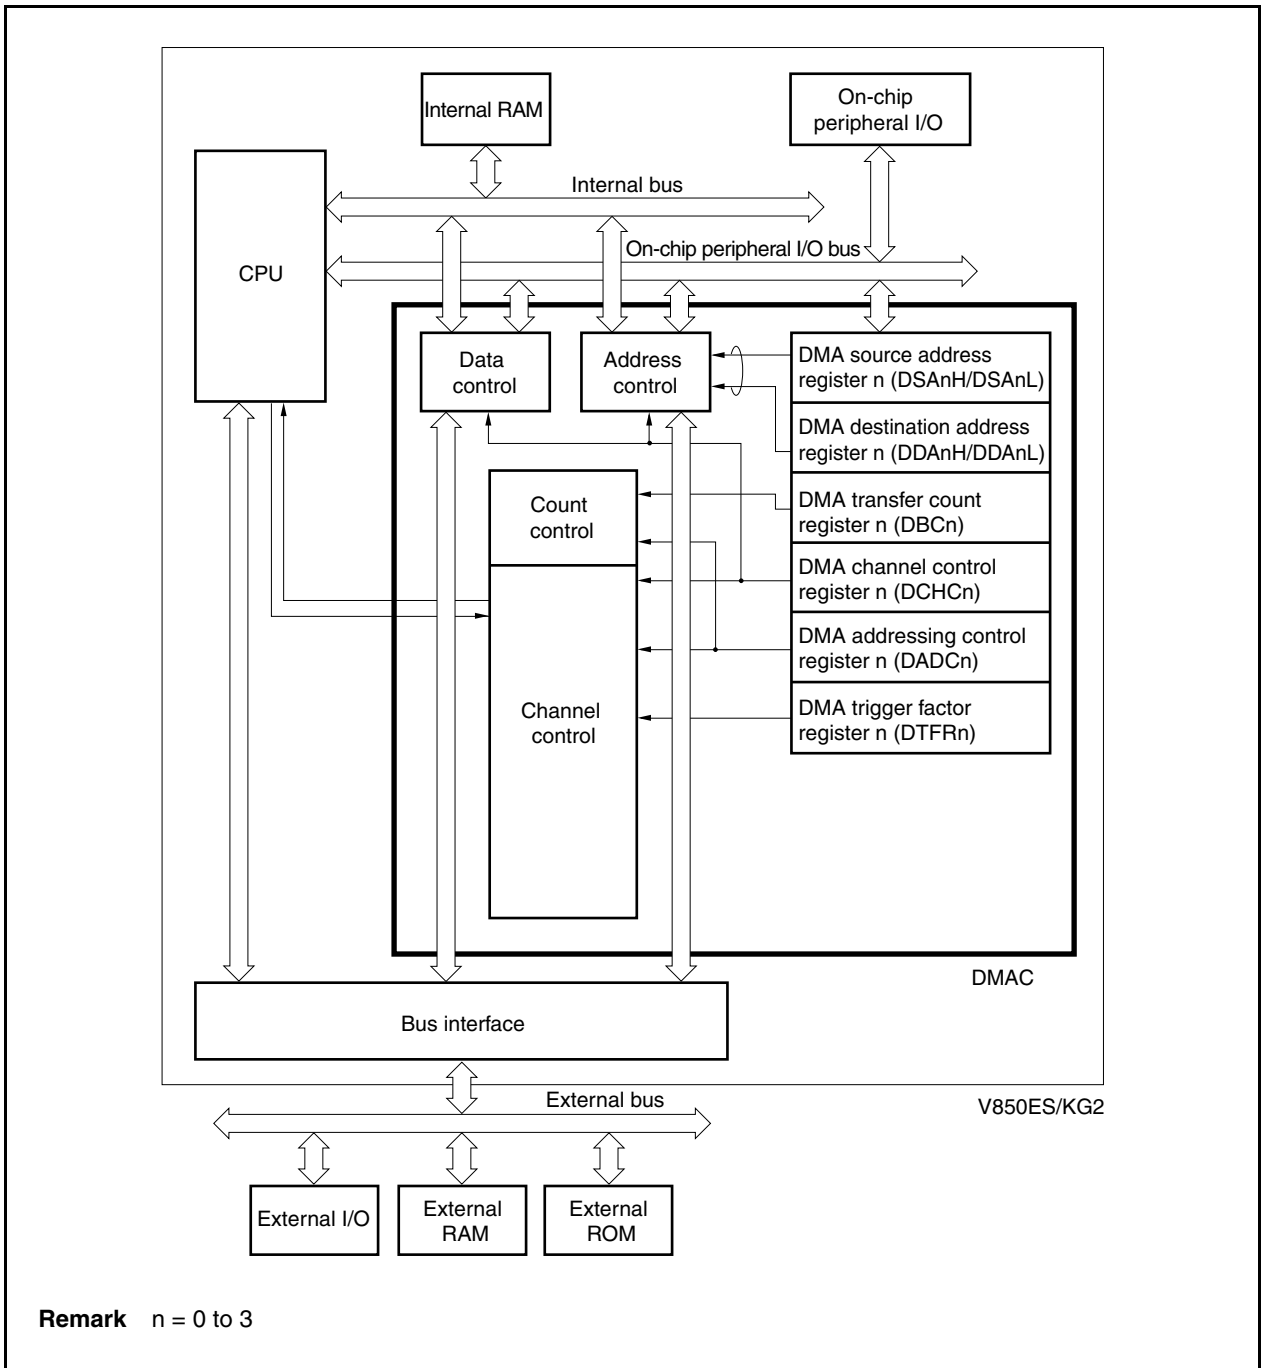 Internal RAM
On-chip
peripheral I/O
CPU
Internal bus
On-chip peripheral I/O bus
Data
control
Address
control
DMA source address
register n (DSAnH/DSAnL)
DMA destination address
register n (DDAnH/DDAnL)
Count
control
DMA transfer count
register n (DBCn)
DMA channel control
register n (DCHCn)
DMA addressing control
register n (DADCn)
Channel
control
DMA trigger factor
register n (DTFRn)
DMAC
Bus interface
V850ES/KG2
External bus
External I/O
External
RAM
External
ROM
Remark n = 0 to 3